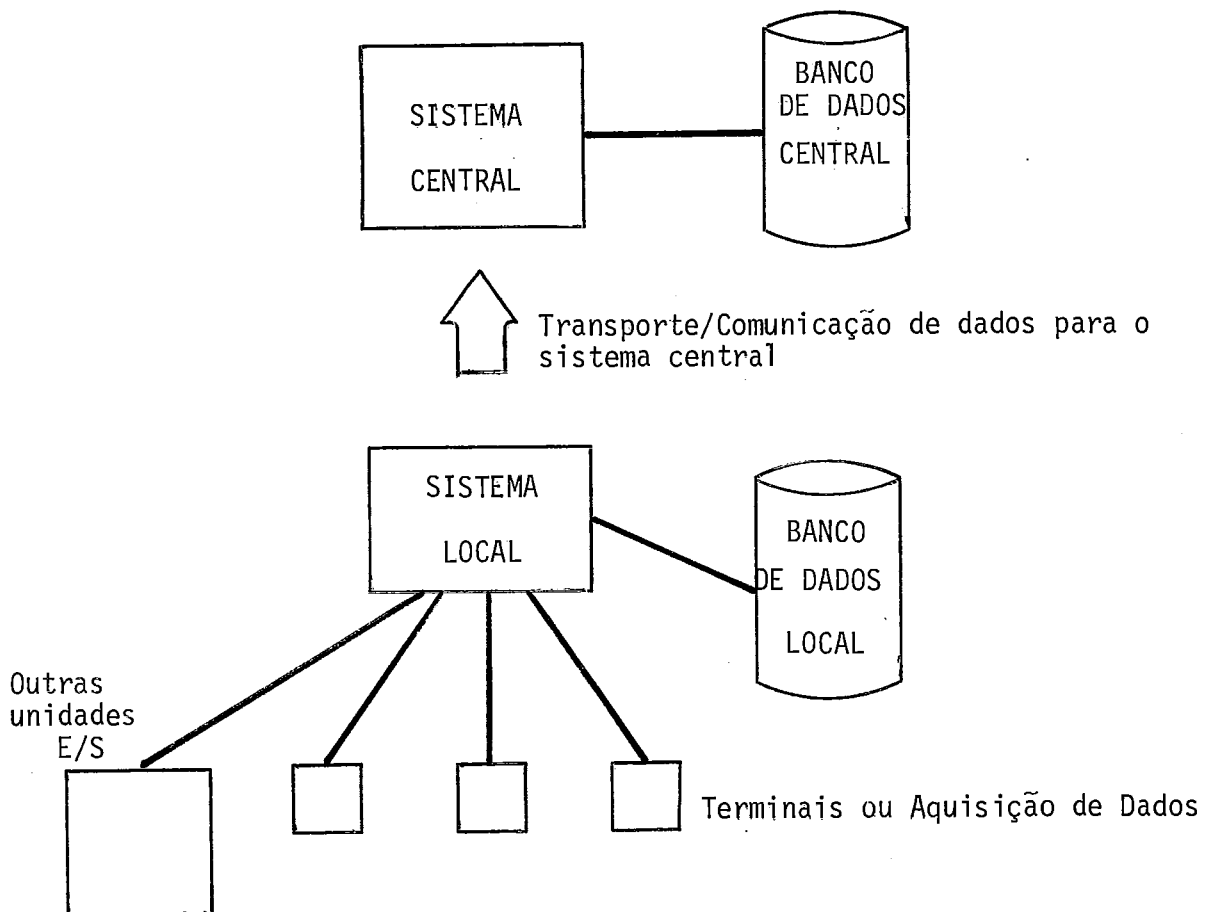 SISTEMA
CENTRAL
BANCO
DE DADOS
CENTRAL
Transporte/Comunicação de dados para o
sistema central
SISTEMA
LOCAL
BANCO
DE DADOS
LOCAL
Outras
unidades
E/S
Terminais ou Aquisição de Dados